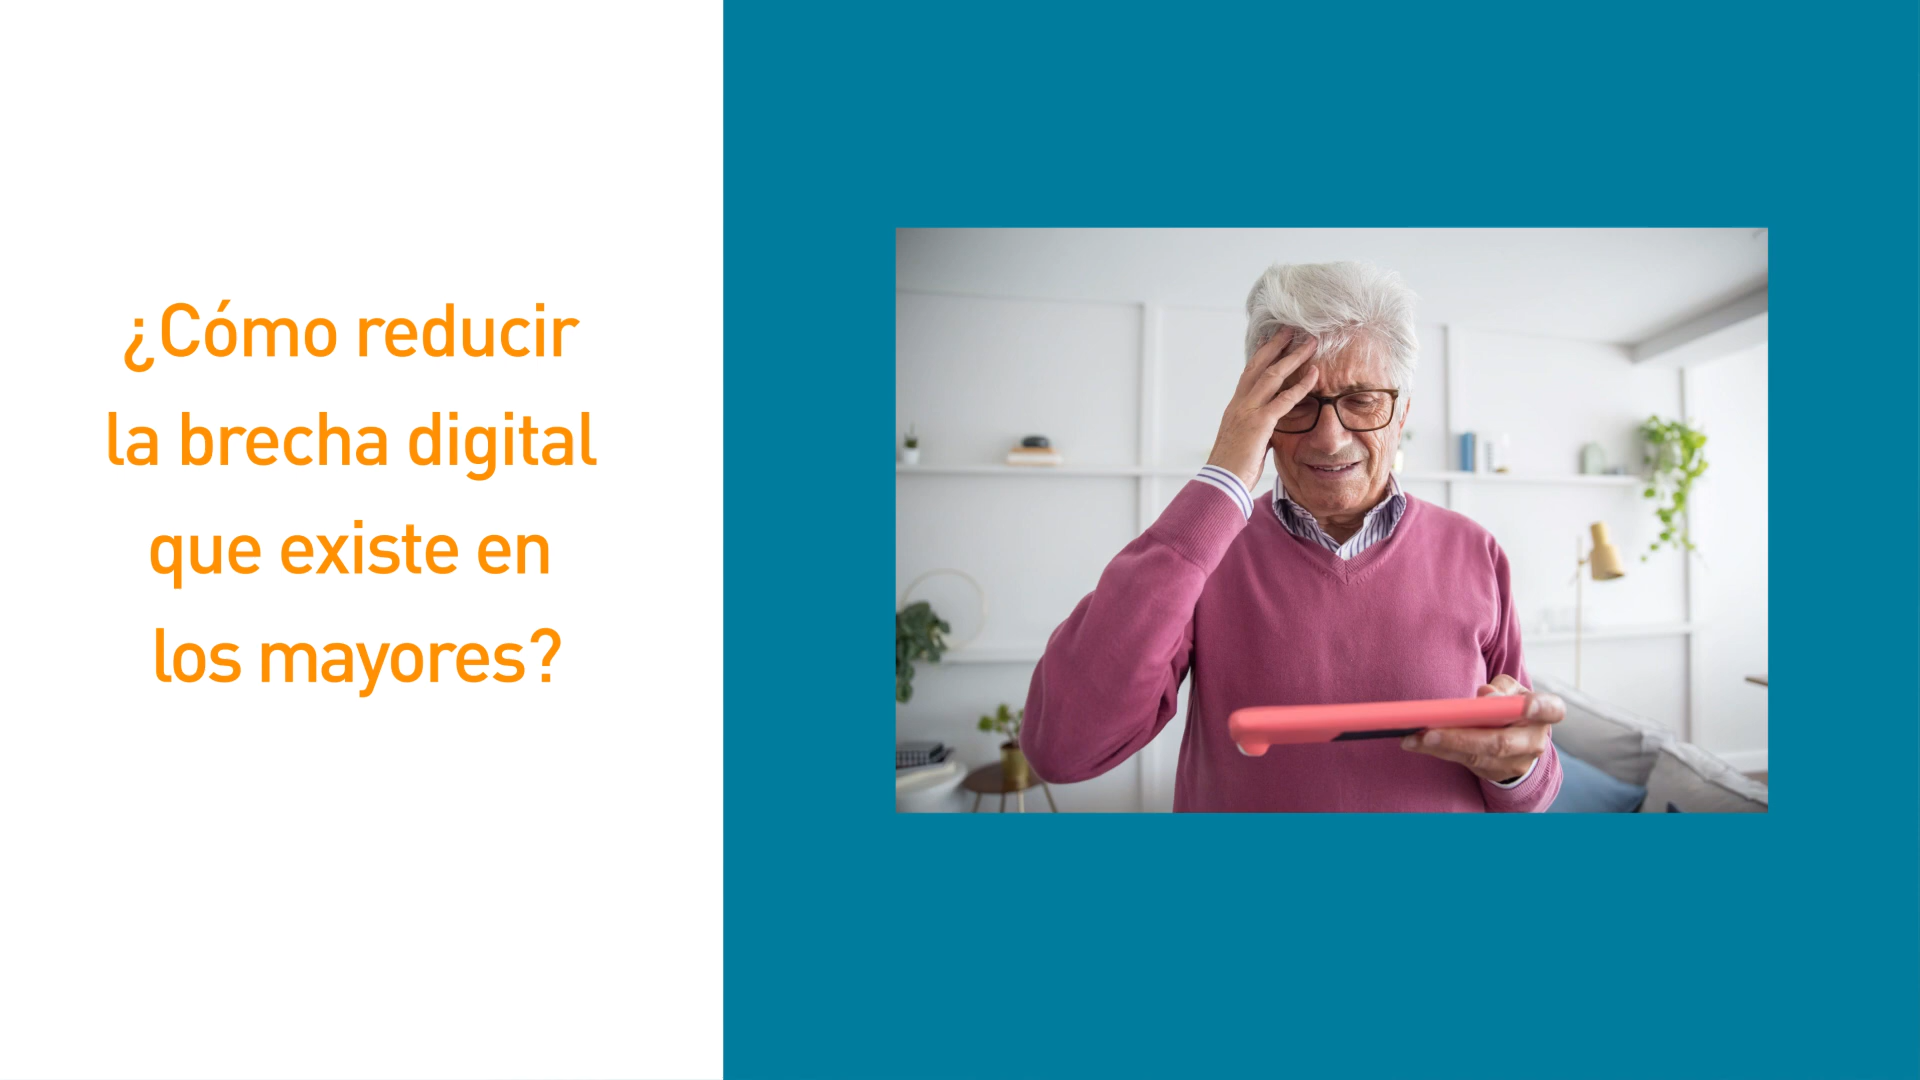 ¿Cómo reducir
la brecha digital
que existe en
los mayores?